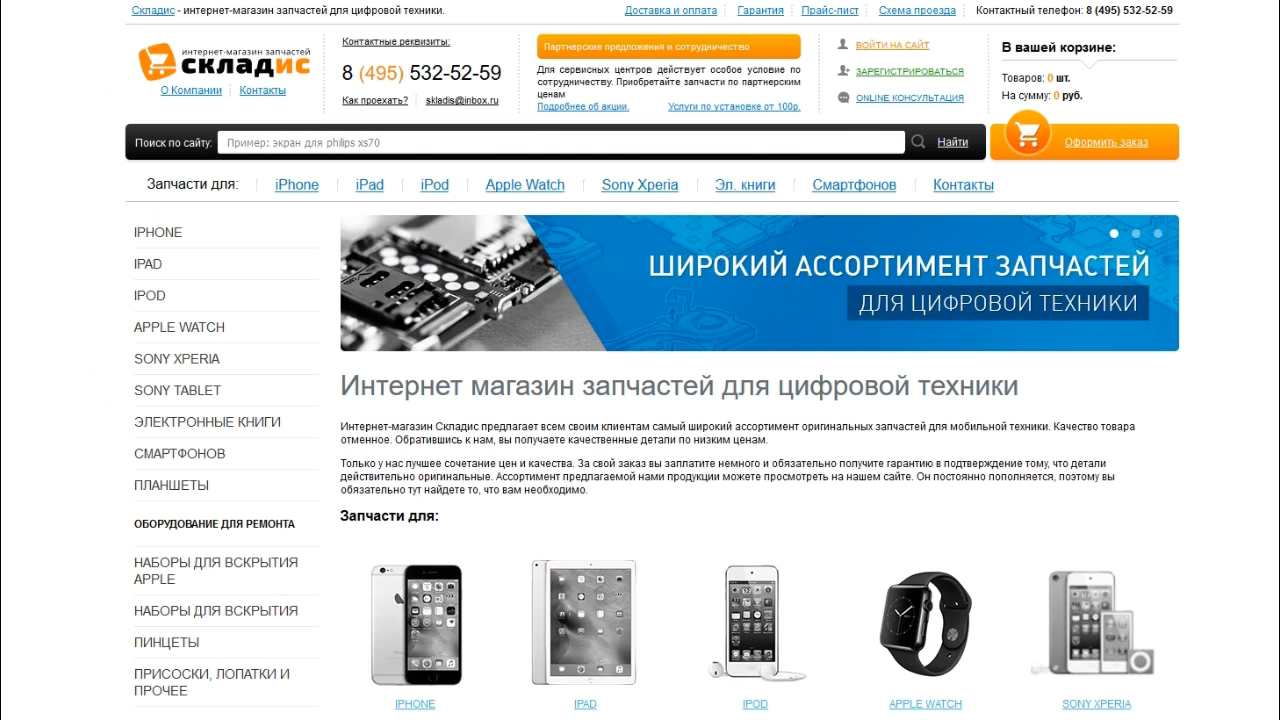 Складис - интернет-магазин запчастей для цифровой техники.
Доставка и оплата
Гарантия
Прайс-лист
Схема проезда
Контактный телефон: 8 (495) 532-52-59
интернет-магазин запчастей
складис
О Компании
Контакты
Контактные реквизиты:
8 (495) 532-52-59
Как проехать?
skladis@inbox.ru
Партнерские предложения и сотрудничество
Для сервисных центров действует особое условие по
сотрудничеству. Приобретайте запчасти по партнерским
ценам
Подробнее об акции.
Услуги по установке от 100р.
ВОЙТИ НА САЙТ
ЗАРЕГИСТРИРОВАТЬСЯ
ONLINE КОНСУЛЬТАЦИЯ
В вашей корзине:
Товаров: 0 шт.
На сумму: 0 руб.
Поиск по сайту:
Пример: экран для philips xs70
Найти
Оформить заказ
Запчасти для:
iPhone
iPad
iPod
Apple Watch
Sony Xperia
Эл. книги
Смартфонов
Контакты
IPHONE
IPAD
IPOD
APPLE WATCH
SONY XPERIA
SONY TABLET
ЭЛЕКТРОННЫЕ КНИГИ
СМАРТФОНОВ
ПЛАНШЕТЫ
ОБОРУДОВАНИЕ ДЛЯ РЕМОНТА
НАБОРЫ ДЛЯ ВСКРЫТИЯ
APPLE
НАБОРЫ ДЛЯ ВСКРЫТИЯ
ПИНЦЕТЫ
ПРИСОСКИ, ЛОПАТКИ И
ПРОЧЕЕ
ШИРОКИЙ АССОРТИМЕНТ ЗАПЧАСТЕЙ
ДЛЯ ЦИФРОВОЙ ТЕХНИКИ
Интернет магазин запчастей для цифровой техники
Интернет-магазин Складис предлагает всем своим клиентам самый широкий ассортимент оригинальных запчастей для мобильной техники. Качество товара
отменное. Обратившись к нам, вы получаете качественные детали по низким ценам.
Только у нас лучшее сочетание цен и качества. За свой заказ вы заплатите немного и обязательно получите гарантию в подтверждение тому, что детали
действительно оригинальные. Ассортимент предлагаемой нами продукции можете просмотреть на нашем сайте. Он постоянно пополняется, поэтому вы
обязательно тут найдете то, что вам необходимо.
Запчасти для:
IPHONE
IPAD
IPOD
APPLE WATCH
SONY XPERIA